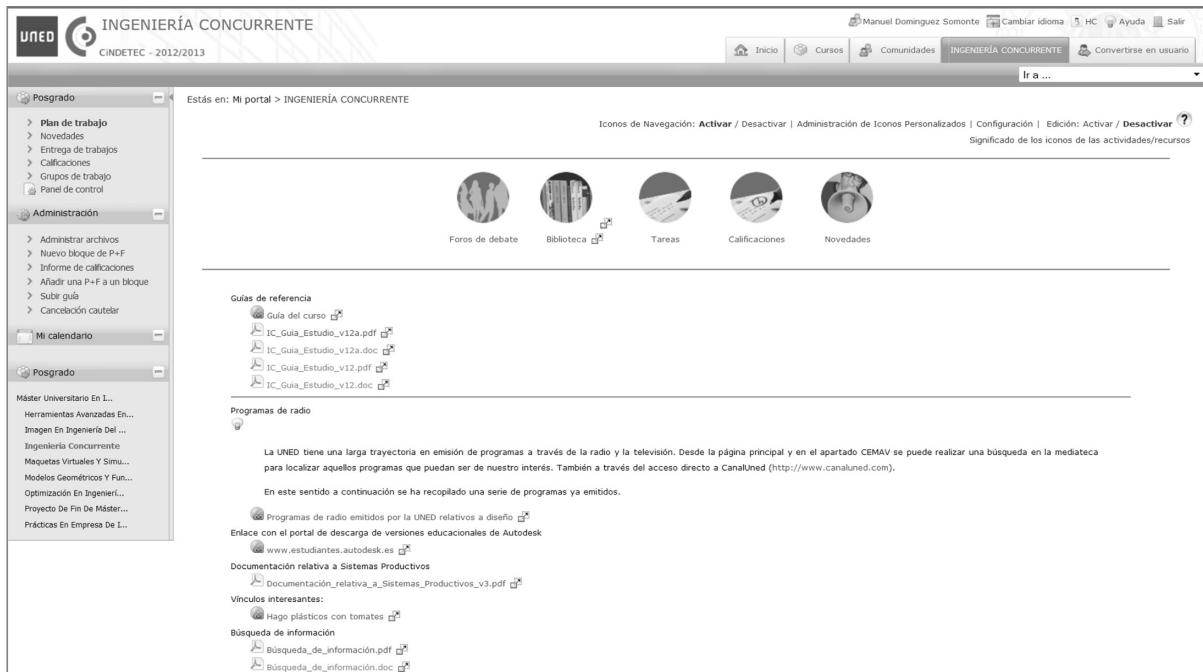 UNED
INGENIERÍA CONCURRENTE
CiNDETEC - 2012/2013
Manuel Dominguez Somonte Cambiar idioma HC Ayuda Salir
Inicio Cursos Comunidades INGENIERÍA CONCURRENTE Convertirse en usuario
Ir a ...
Posgrado
Plan de trabajo
Novedades
Entrega de trabajos
Calificaciones
Grupos de trabajo
Panel de control
Administración
Administrar archivos
Nuevo bloque de P+F
Informe de calificaciones
Añadir una P+F a un bloque
Subir guía
Cancelación cautelar
Mi calendario
Posgrado
Máster Universitario En I...
Herramientas Avanzadas En...
Imagen En Ingeniería Del ...
Ingeniería Concurrente
Maquetas Virtuales Y Simu...
Modelos Geométricos Y Fun...
Optimización En Ingenierí...
Proyecto De Fin De Máster...
Prácticas En Empresa De I...
Estás en: Mi portal > INGENIERÍA CONCURRENTE
Iconos de Navegación: Activar / Desactivar | Administración de Iconos Personalizados | Configuración | Edición: Activar / Desactivar ?
Significado de los iconos de las actividades/recursos
Foros de debate Biblioteca Tareas Calificaciones Novedades
Guías de referencia
Guía del curso
IC_Guia_Estudio_v12a.pdf
IC_Guia_Estudio_v12a.doc
IC_Guia_Estudio_v12.pdf
IC_Guia_Estudio_v12.doc
Programas de radio
La UNED tiene una larga trayectoria en emisión de programas a través de la radio y la televisión. Desde la página principal y en el apartado CEMAV se puede realizar una búsqueda en la mediateca
para localizar aquellos programas que puedan ser de nuestro interés. También a través del acceso directo a CanalUned (http://www.canaluned.com).
En este sentido a continuación se ha recopilado una serie de programas ya emitidos.
Programas de radio emitidos por la UNED relativos a diseño
Enlace con el portal de descarga de versiones educacionales de Autodesk
www.estudiantes.autodesk.es
Documentación relativa a Sistemas Productivos
Documentación_relativa_a_Sistemas_Productivos_v3.pdf
Vínculos interesantes:
Hago plásticos con tomates
Búsqueda de información
Búsqueda_de_información.pdf
Búsqueda_de_información.doc